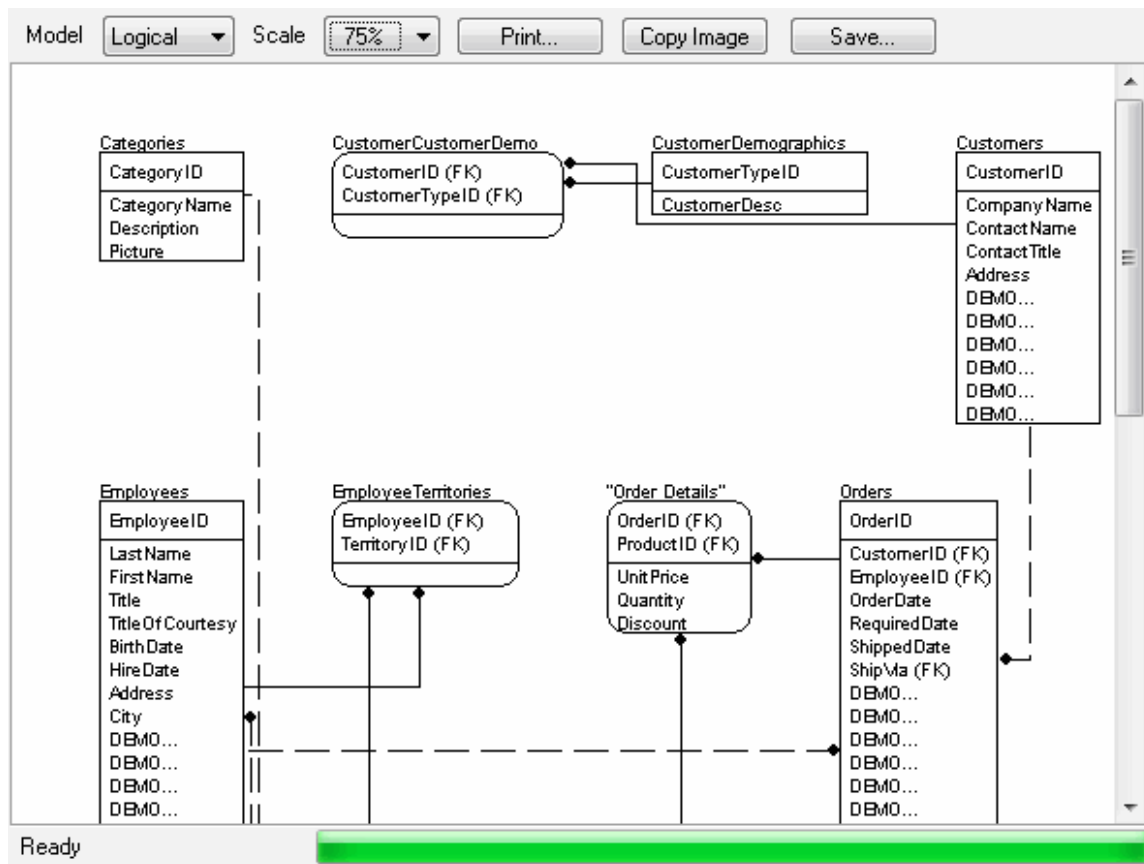 Model Logical Scale 75% Print... Copy Image Save...
Categories
CategoryID
CategoryName
Description
Picture
CustomerCustomerDemo
CustomerID (FK)
CustomerTypeID (FK)
CustomerDemographics
CustomerTypeID
CustomerDesc
Customers
CustomerID
CompanyName
ContactName
ContactTitle
Address
DEMO...
DEMO...
DEMO...
DEMO...
DEMO...
DEMO...
Employees
EmployeeID
LastName
FirstName
Title
TitleOfCourtesy
BirthDate
HireDate
Address
City
DEMO...
DEMO...
DEMO...
DEMO...
EmployeeTerritories
EmployeeID (FK)
TerritoryID (FK)
"Order Details"
OrderID (FK)
ProductID (FK)
UnitPrice
Quantity
Discount
Orders
OrderID
CustomerID (FK)
EmployeeID (FK)
OrderDate
RequiredDate
ShippedDate
ShipVia (FK)
DEMO...
DEMO...
DEMO...
DEMO...
DEMO...
DEMO...
Ready